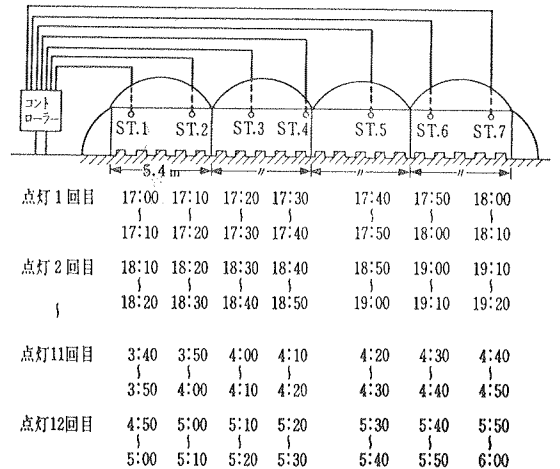 コント
ローラー
ST.1 ST.2 ST.3 ST.4 ST.5 ST.6 ST.7
5.4m 〃 〃 〃
点灯1回目 17:00 17:10 17:20 17:30 17:40 17:50 18:00
〜 〜 〜 〜 〜 〜 〜
17:10 17:20 17:30 17:40 17:50 18:00 18:10
点灯2回目 18:10 18:20 18:30 18:40 18:50 19:00 19:10
〜 〜 〜 〜 〜 〜 〜 〜
18:20 18:30 18:40 18:50 19:00 19:10 19:20
点灯11回目 3:40 3:50 4:00 4:10 4:20 4:30 4:40
〜 〜 〜 〜 〜 〜 〜
3:50 4:00 4:10 4:20 4:30 4:40 4:50
点灯12回目 4:50 5:00 5:10 5:20 5:30 5:40 5:50
〜 〜 〜 〜 〜 〜 〜
5:00 5:10 5:20 5:30 5:40 5:50 6:00